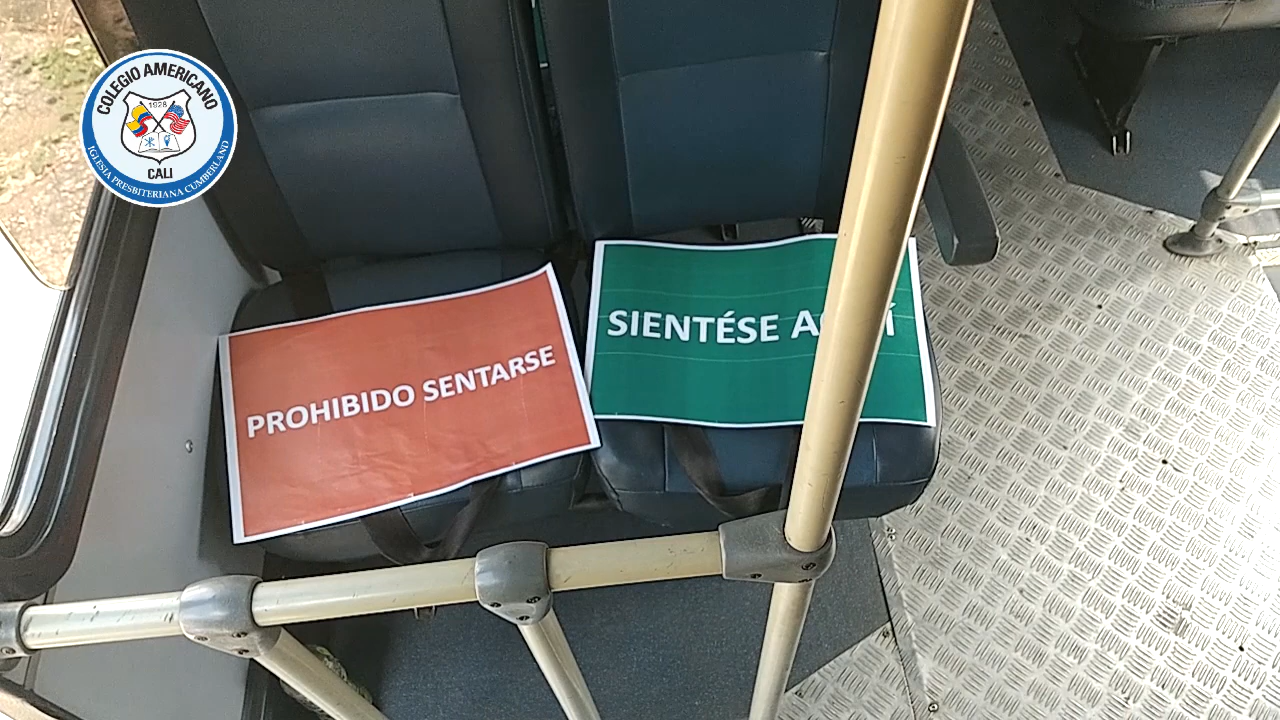 COLEGIO AMERICANO
1928
CALI
IGLESIA PRESBITERIANA CUMBERLAND
PROHIBIDO SENTARSE
SIENTÉSE